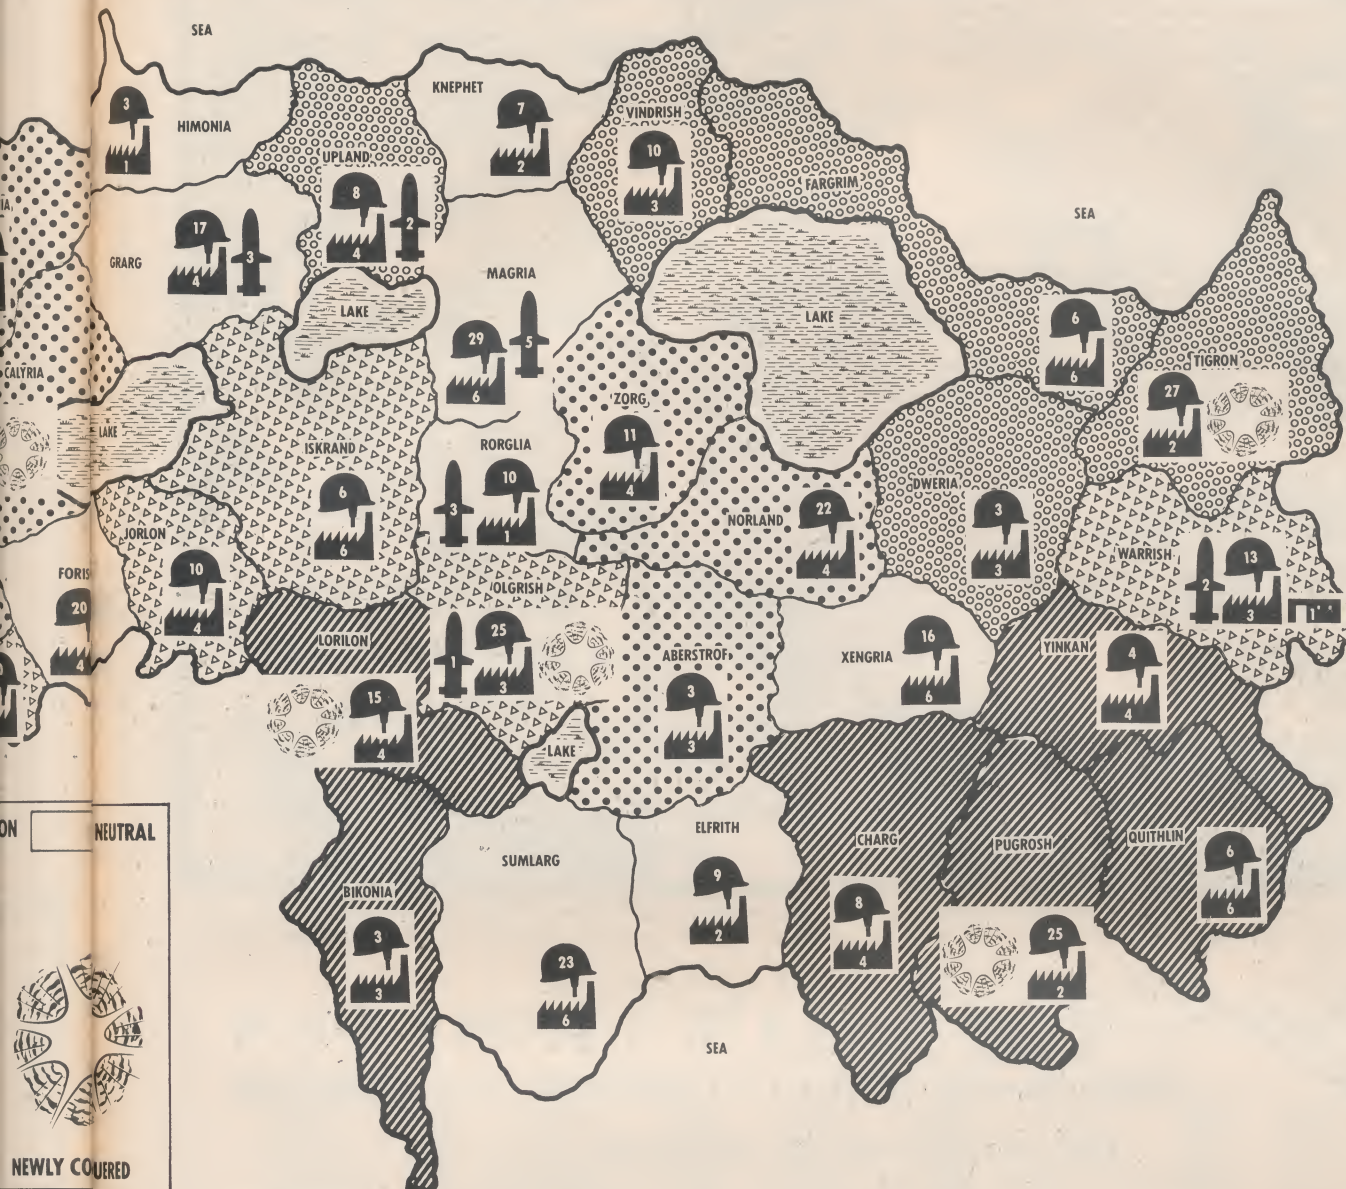 SEA
KNEPHET
7
2
3
HIMONIA
1
VINDRISH
10
3
UPLAND
8
4
2
FARGRIM
6
6
SEA
17
4
3
GRARG
MAGRIA
29
6
5
LAKE
LAKE
CALYRIA
LAKE
TIGRON
27
2
ZORG
11
4
ISKRAND
6
6
RORGLIA
3
10
1
DWERIA
3
3
NORLAND
22
4
JORLON
10
4
WARRISH
2
13
3
1
FORIS
20
4
OLGRISH
1
25
3
LORILON
15
4
ABERSTROF
3
3
XENGRIA
16
6
YINKAN
4
4
LAKE
ON
NEUTRAL
ELFRITH
9
2
SUMLARG
23
6
CHARG
8
4
PUGROSH
25
2
QUITHLIN
6
6
BIKONIA
3
3
SEA
NEWLY CO UERED